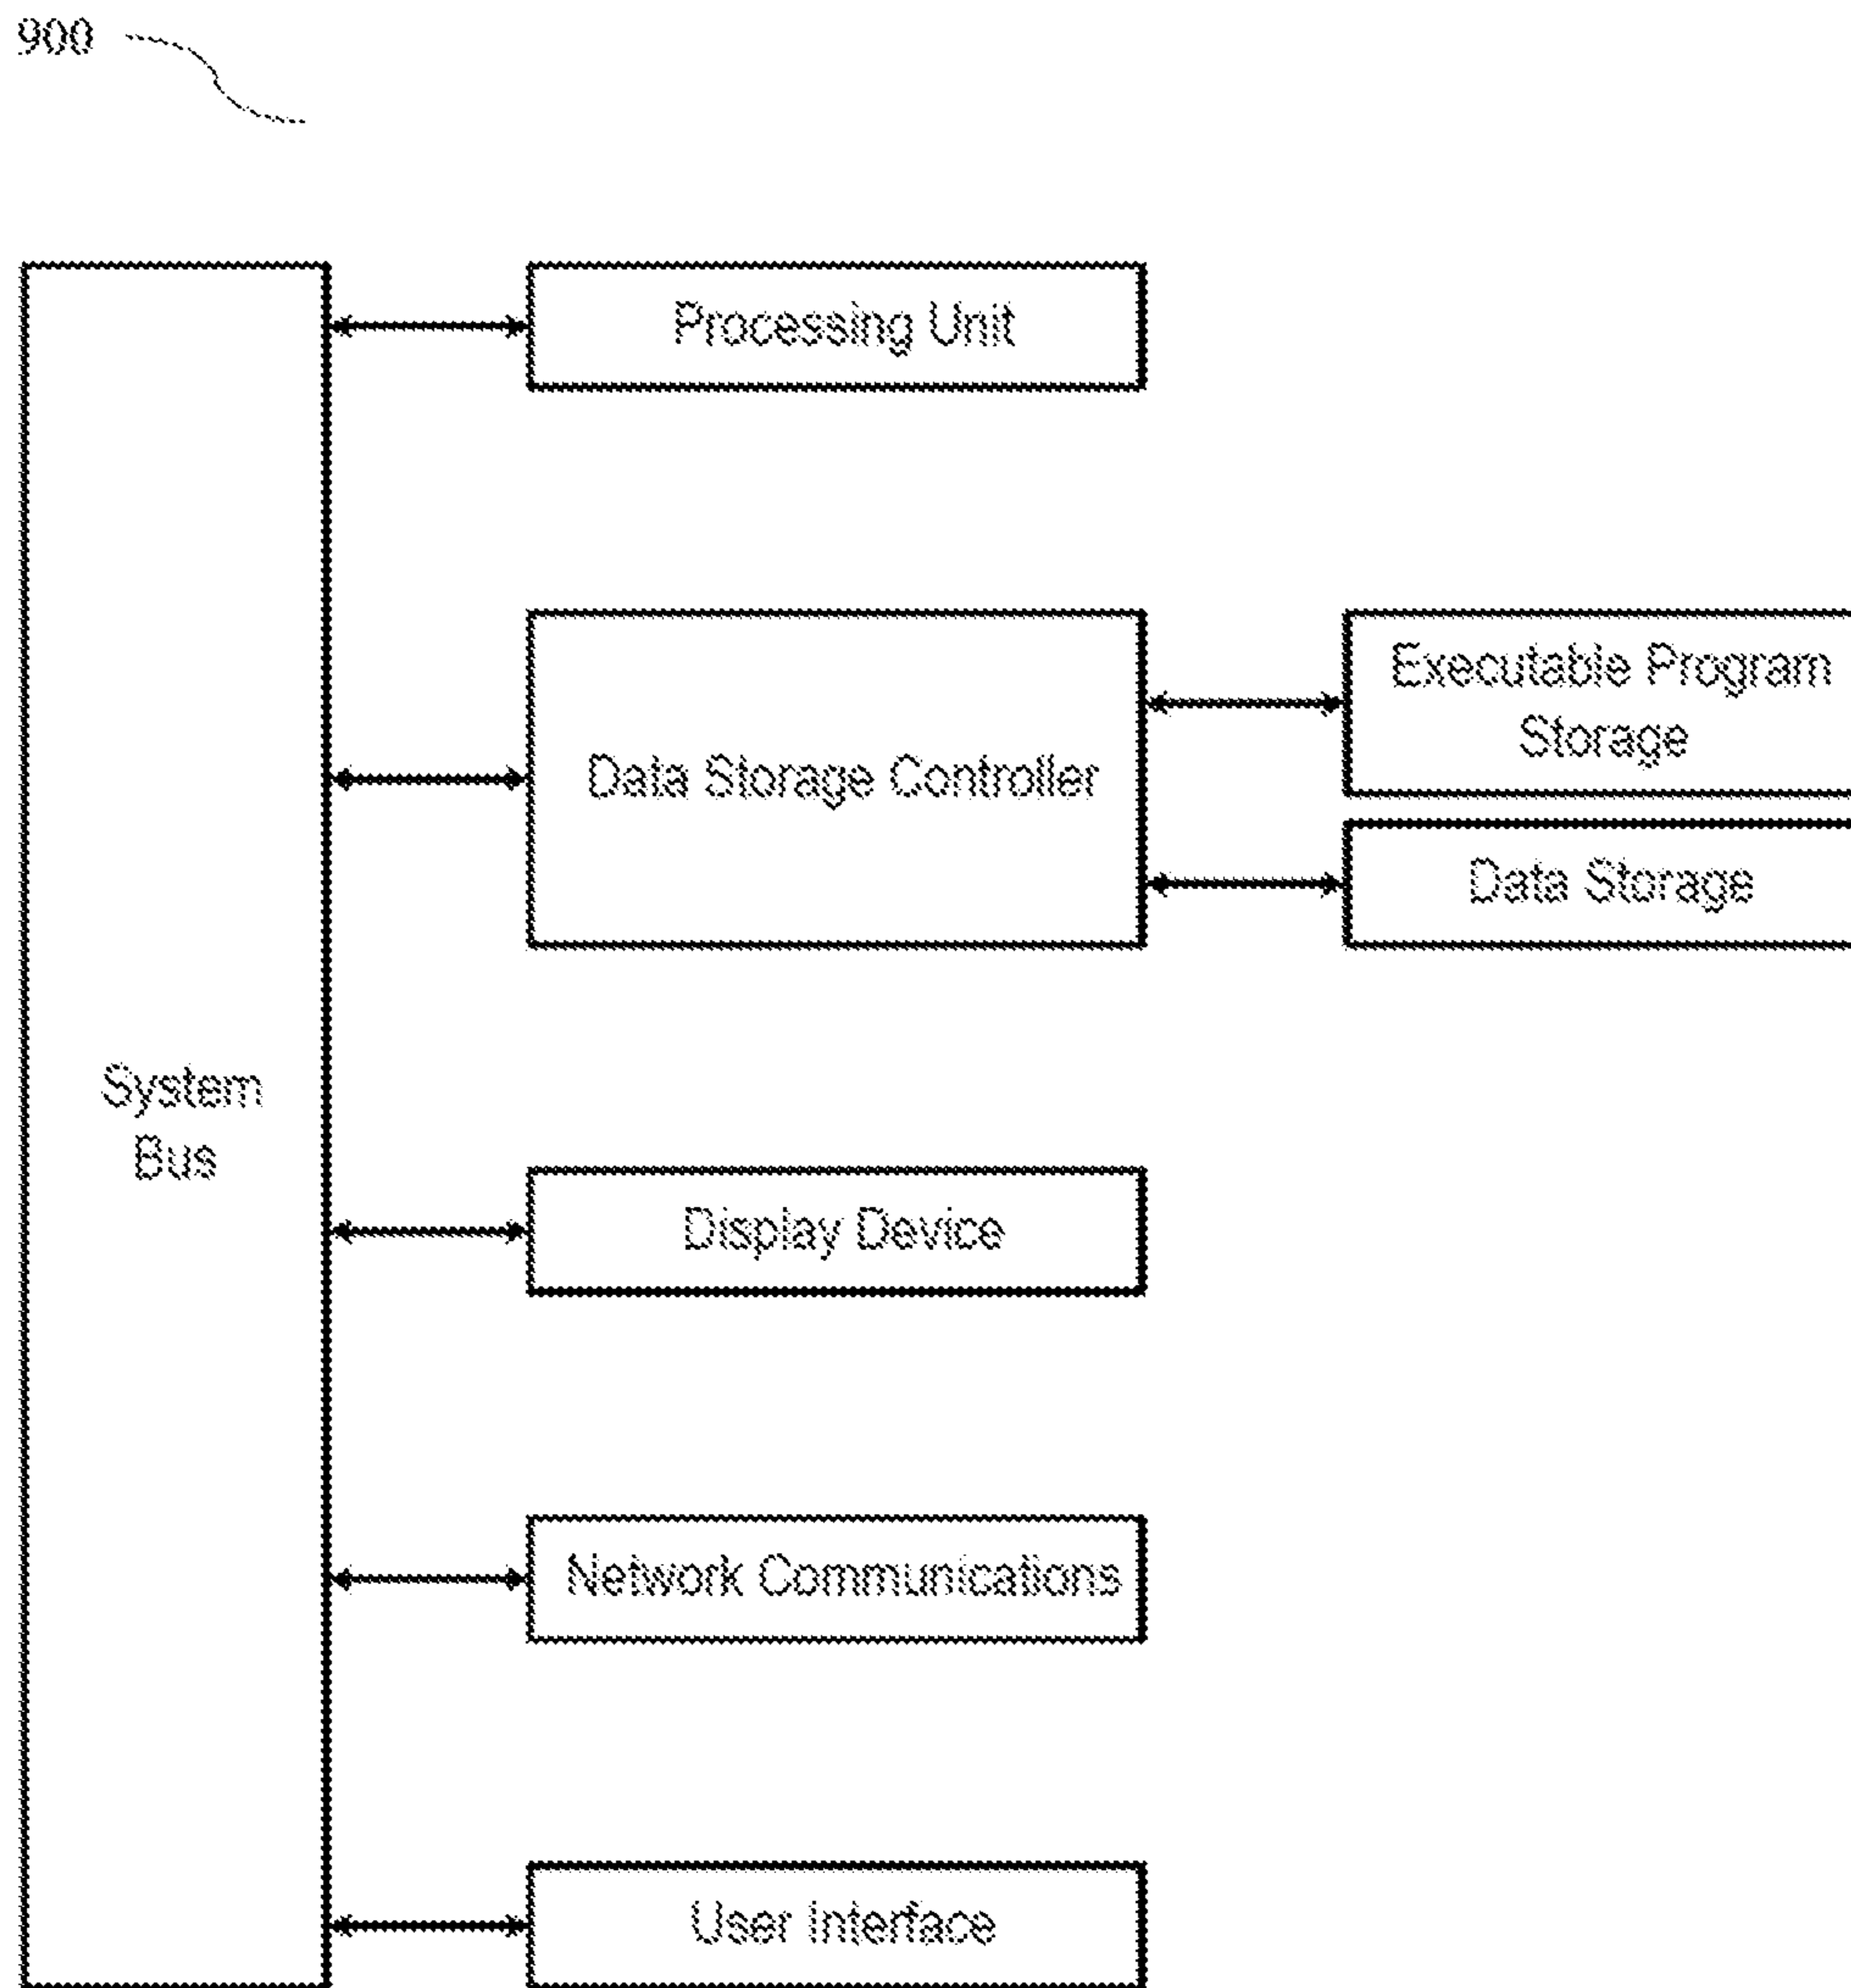 900
Processing Unit
Executable Program
Storage
Data Storage Controller
Data Storage
System
Bus
Display Device
Network Communications
User Interface